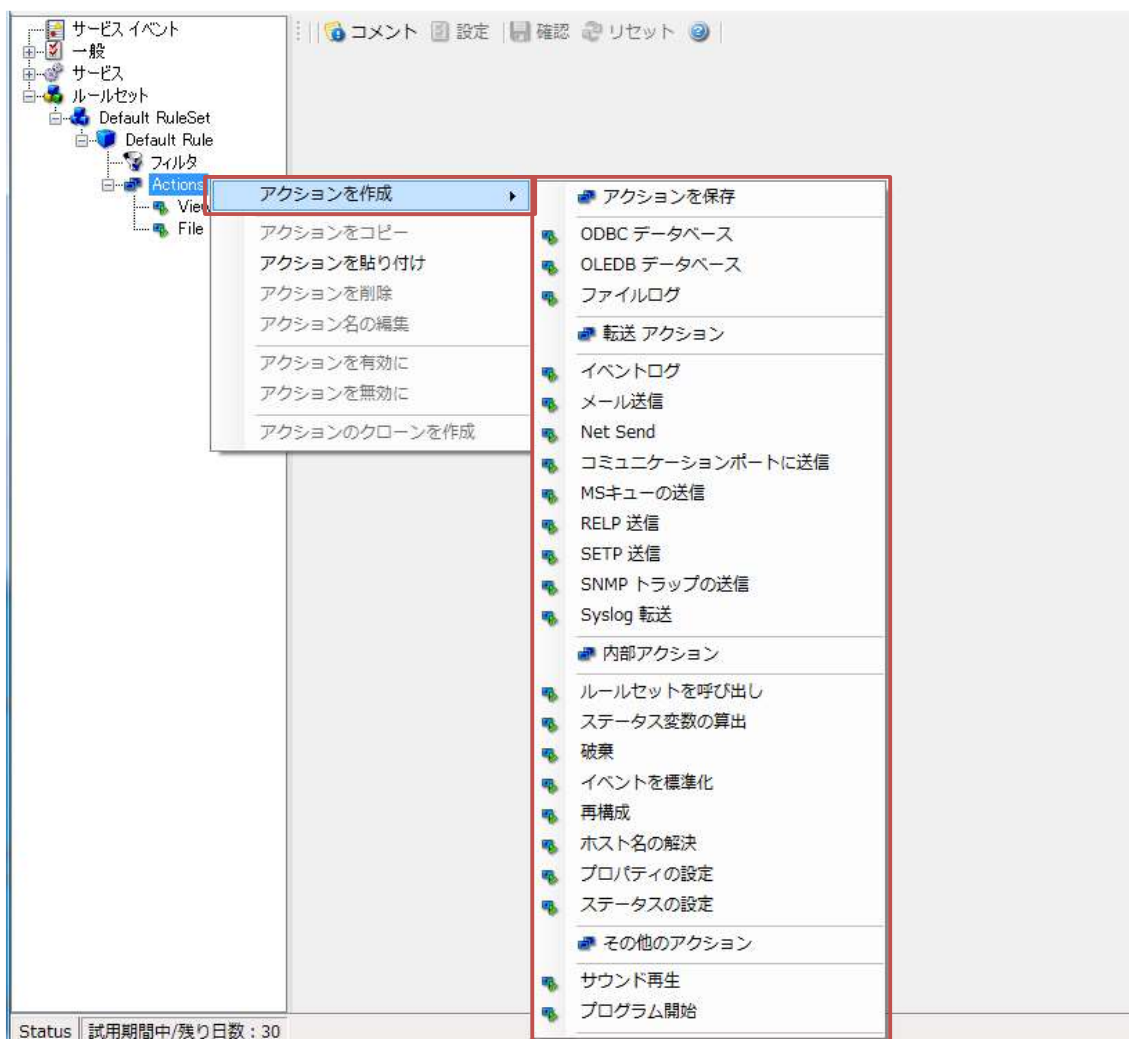 サービス イベント
一般
サービス
ルールセット
Default RuleSet
Default Rule
フィルタ
Actions
View
File
コメント 設定 確認 リセット
アクションを作成
アクションをコピー
アクションを貼り付け
アクションを削除
アクション名の編集
アクションを有効に
アクションを無効に
アクションのクローンを作成
アクションを保存
ODBC データベース
OLEDB データベース
ファイルログ
転送 アクション
イベントログ
メール送信
Net Send
コミュニケーションポートに送信
MSキューの送信
RELP 送信
SETP 送信
SNMP トラップの送信
Syslog 転送
内部アクション
ルールセットを呼び出し
ステータス変数の算出
破棄
イベントを標準化
再構成
ホスト名の解決
プロパティの設定
ステータスの設定
その他のアクション
サウンド再生
プログラム開始
Status 試用期間中/残り日数 : 30